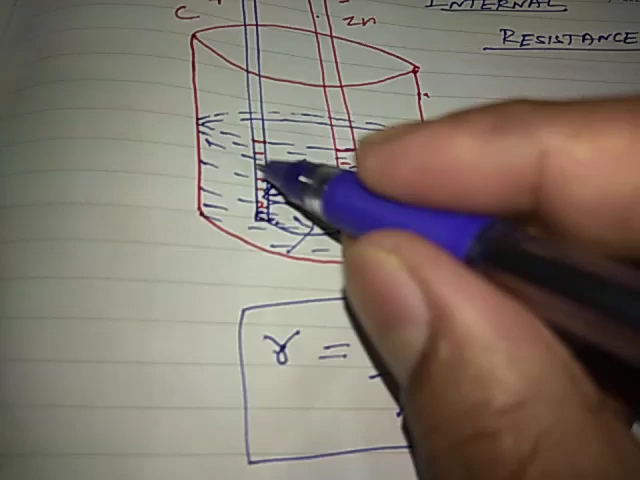 INTERNAL
RESISTANCE
C
Zn
r =